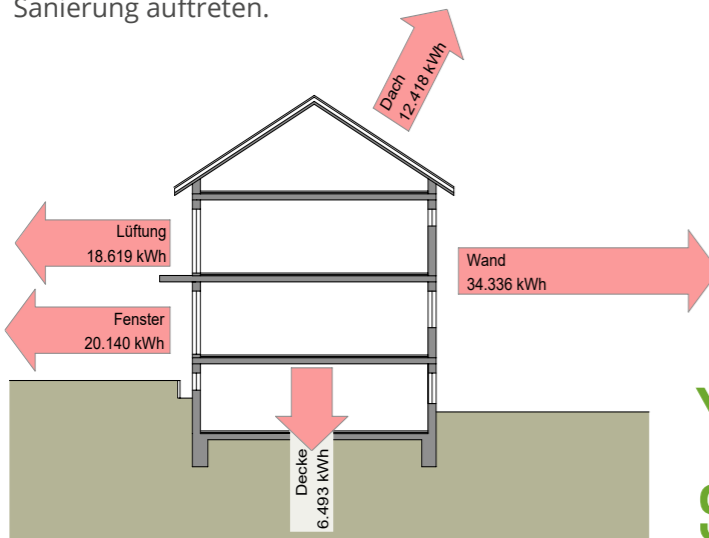 Sanierung auftreten.
Dach
12.418 kWh
Lüftung
18.619 kWh
Wand
34.336 kWh
Fenster
20.140 kWh
Decke
6.493 kWh